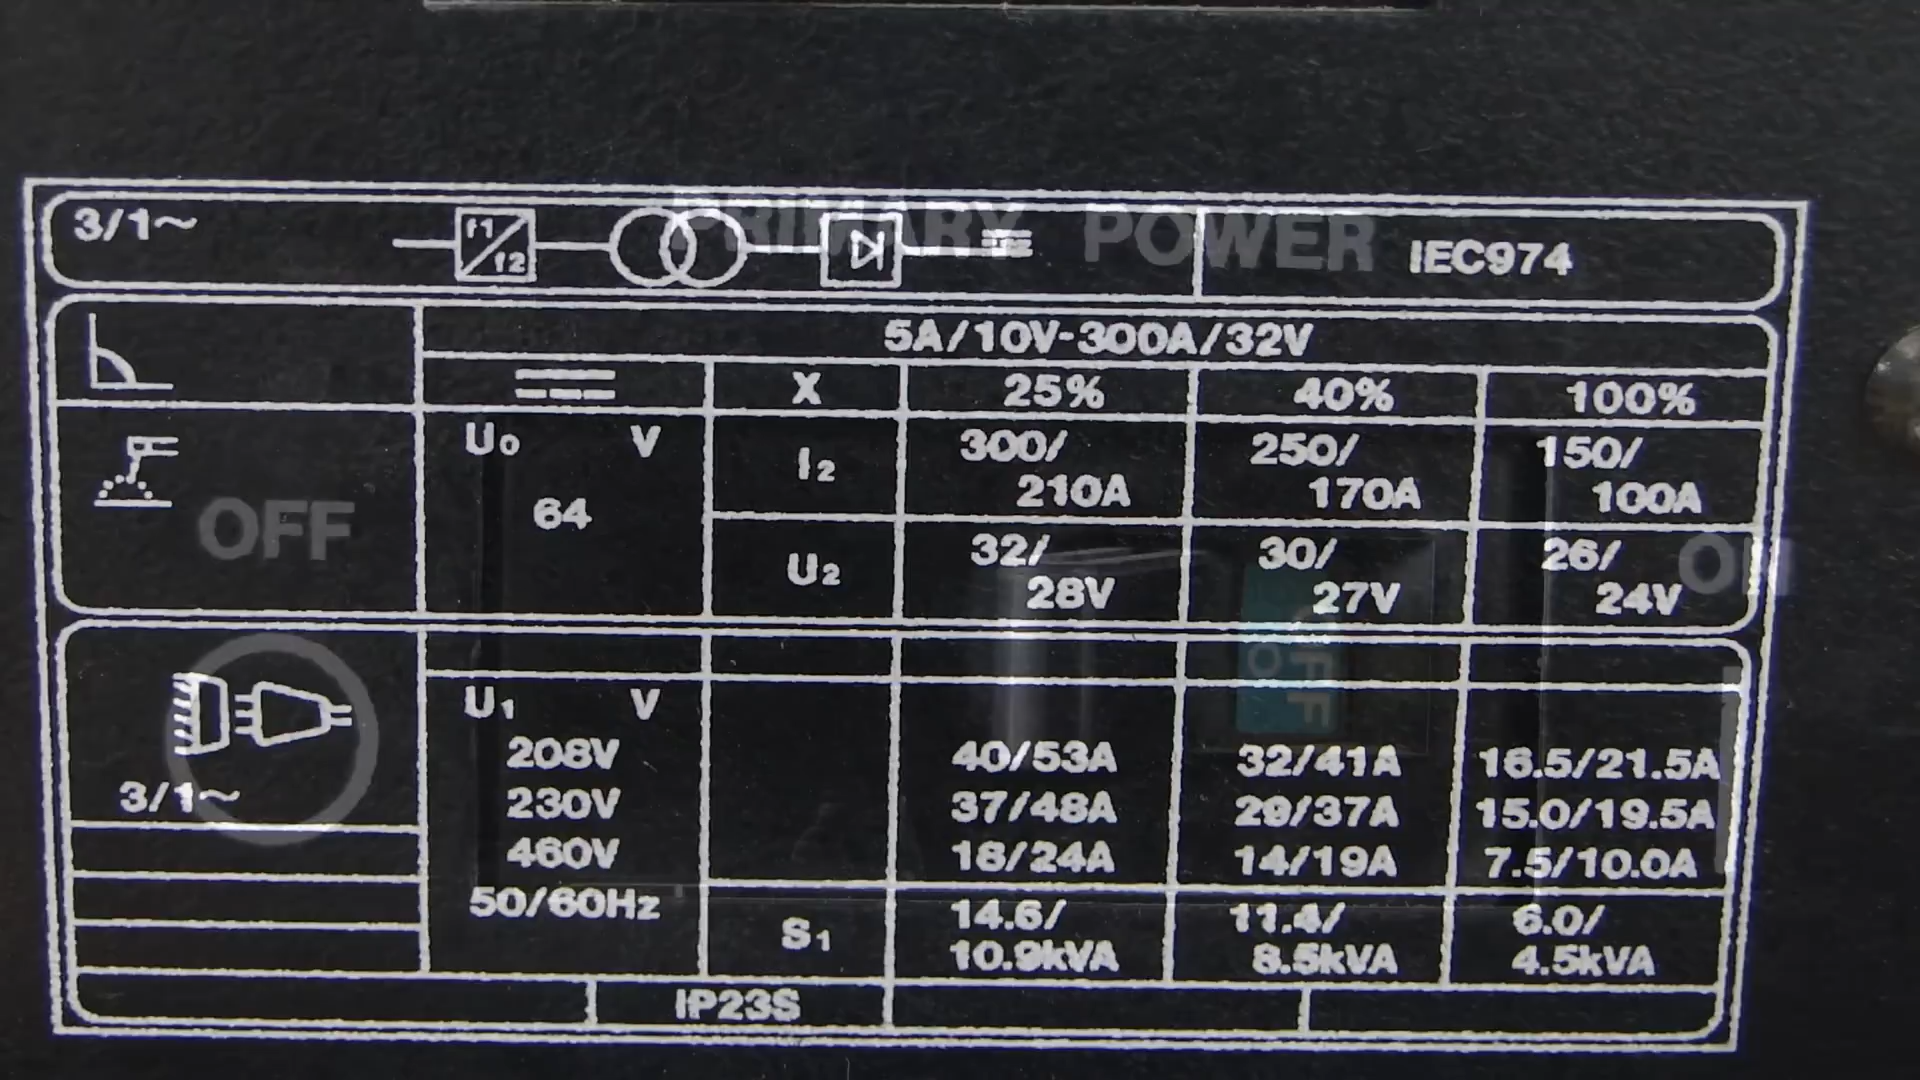 3/1~
f1
f2
PRIMARY POWER
IEC974
5A/10V-300A/32V
X 25% 40% 100%
U0 V
64
I2 300/210A 250/170A 150/100A
U2 32/28V 30/27V 26/24V
OFF
ON
OFF
O
U1 V
208V 40/53A 32/41A 16.5/21.5A
3/1~
230V 37/48A 29/37A 15.0/19.5A
460V 18/24A 14/19A 7.5/10.0A
50/60Hz
S1 14.6/10.9kVA 11.4/8.5kVA 6.0/4.5kVA
IP23S